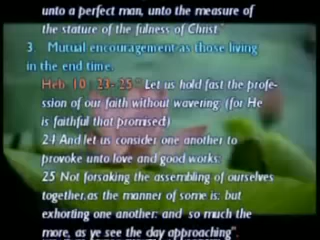 unto a perfect man, unto the measure of
the stature of the fulness of Christ"
3. Mutual encouragement as those living
in the end time.
Heb. 10 : 23- 25 " Let us hold fast the profe-
ssion of our faith without wavering; (for He
is faithful that promised)
24 And let us consider one another to
provoke unto love and good works:
25 Not forsaking the assembling of ourselves
together,as the manner of some is: but
exhorting one another: and so much the
more, as ye see the day approaching".